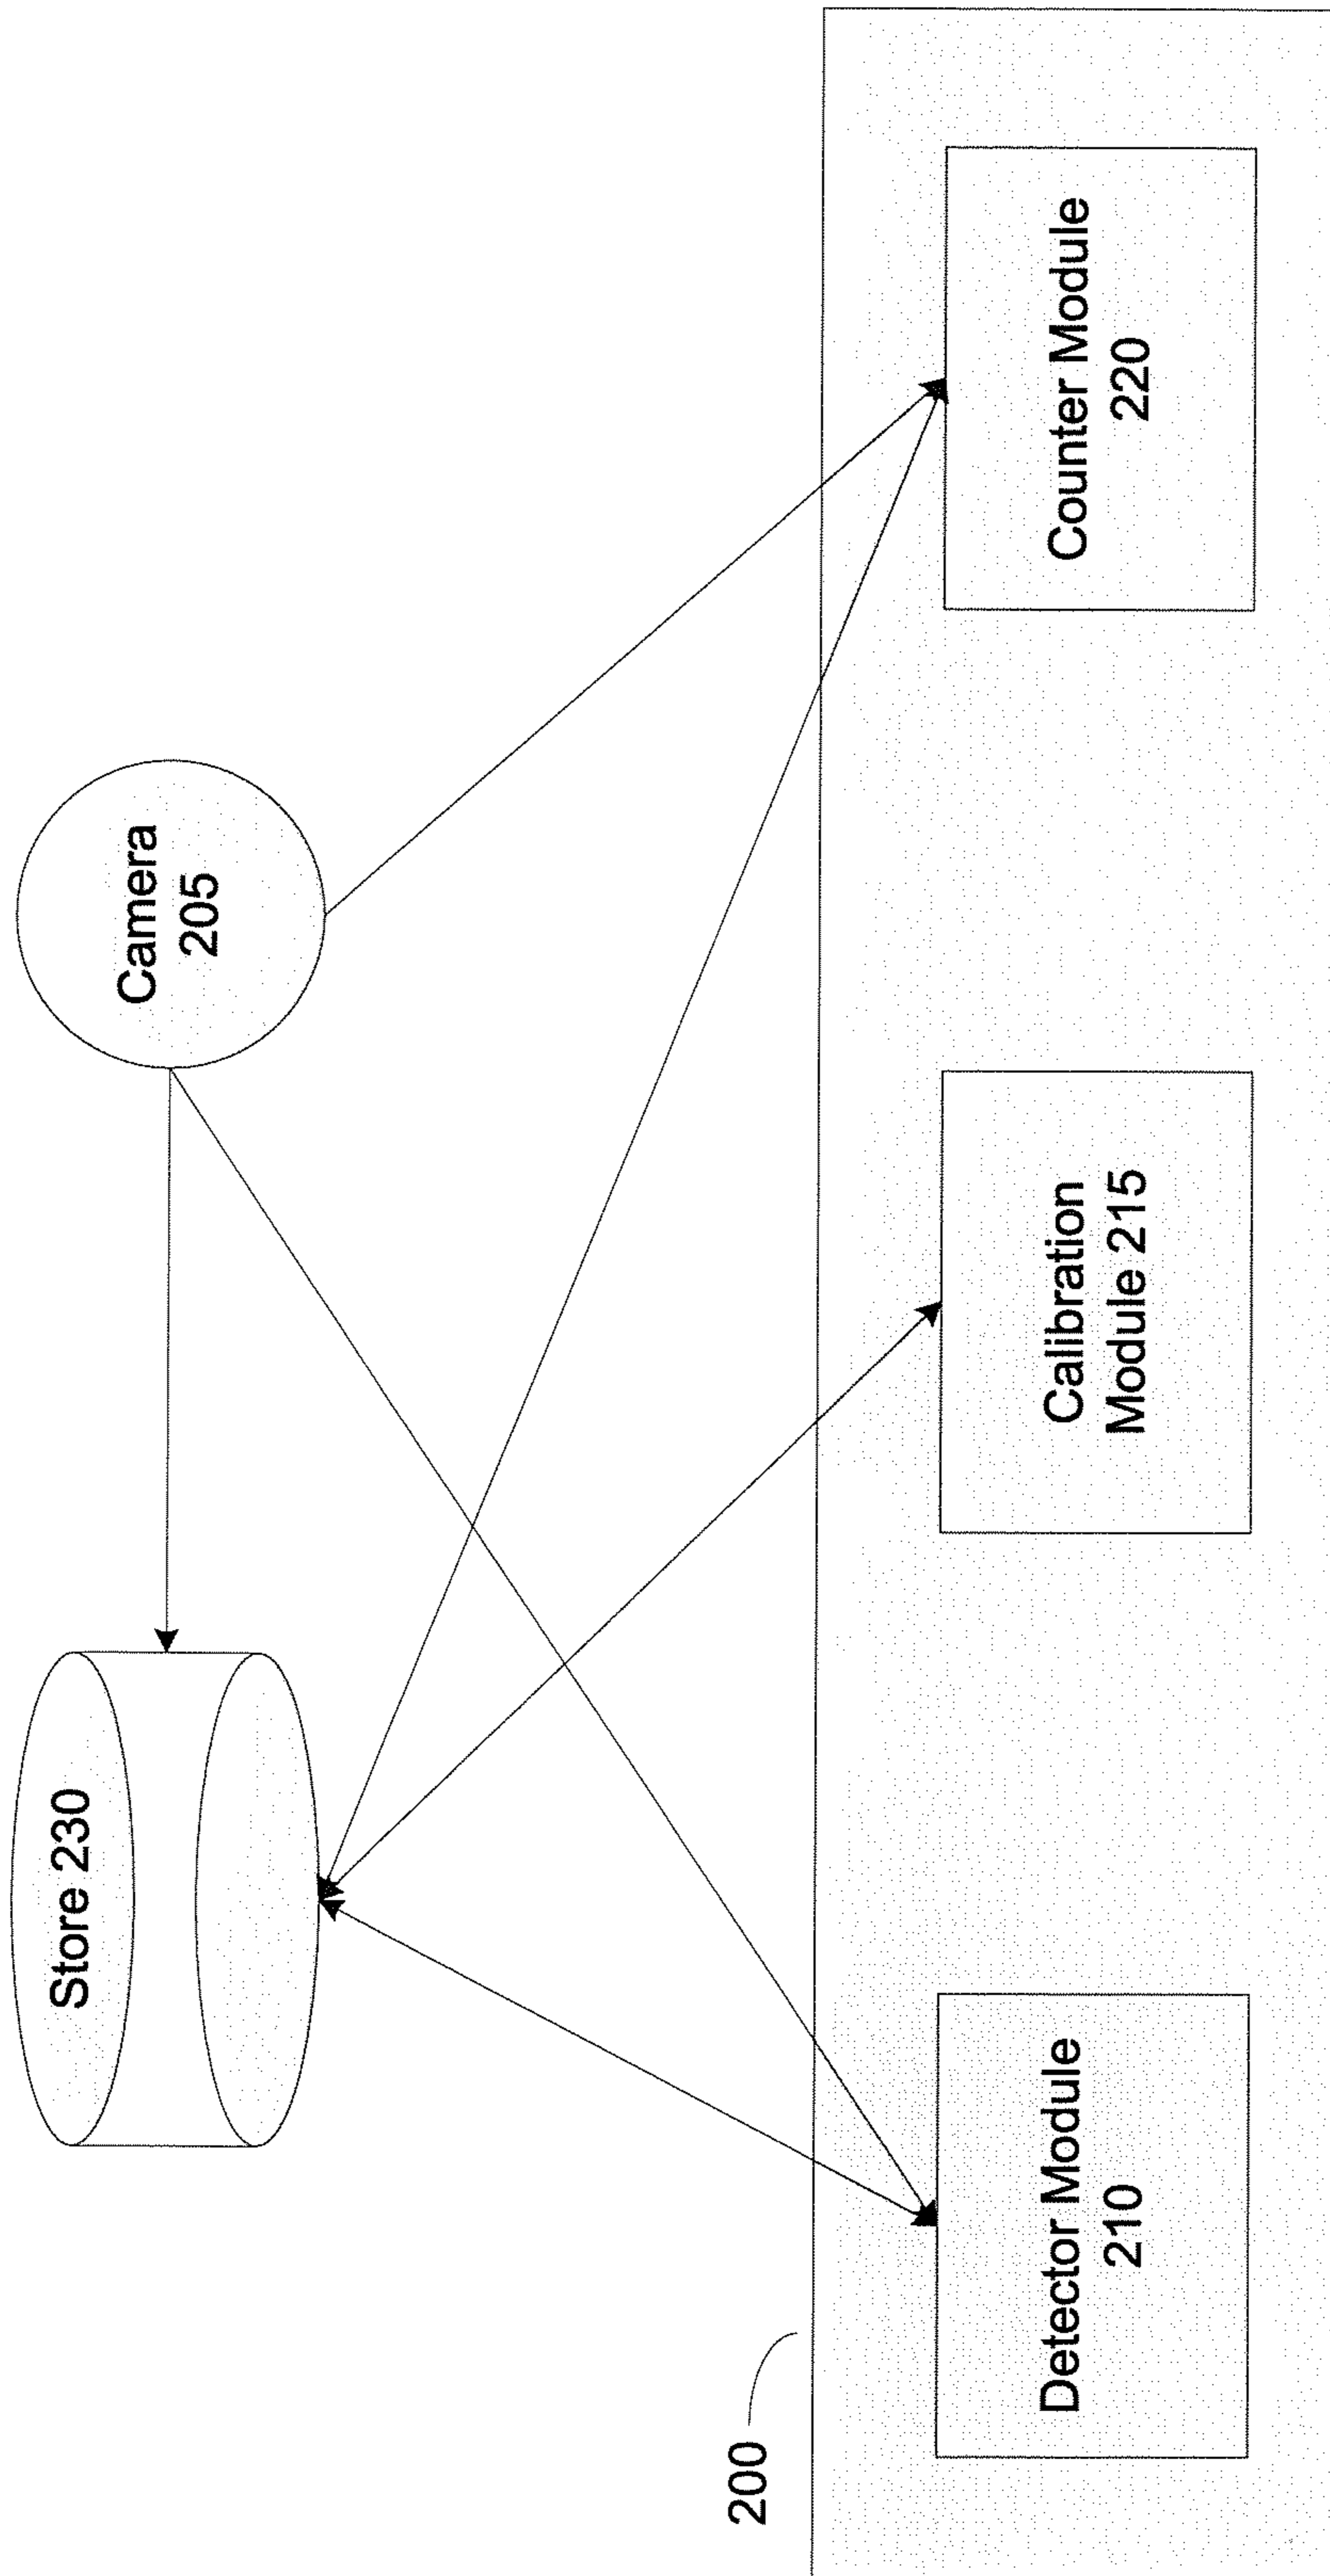 Store 230
Camera
205
200
Detector Module
210
Calibration
Module 215
Counter Module
220